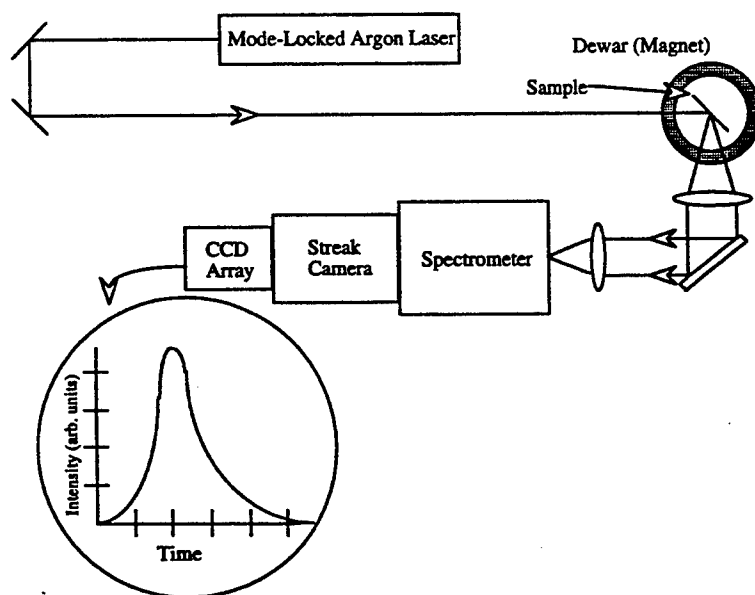 Mode-Locked Argon Laser
Dewar (Magnet)
Sample
CCD
Array
Streak
Camera
Spectrometer
Intensity (arb. units)
Time